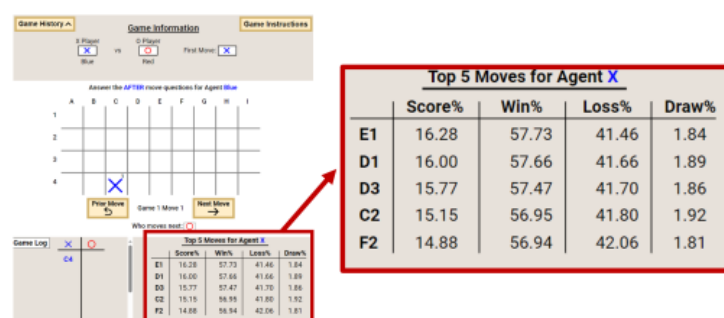 Game History Game Information Game Instructions
X Player O Player
X vs O First Move: X
Blue Red
Answer the AFTER move questions for Agent Blue
A B C D E F G H I
1
2
3
4 X
Prior Move Game 1 Move 1 Next Move
Who moves next: O
Game Log X O
C4
Top 5 Moves for Agent X
Score% Win% Loss% Draw%
E1 16.28 57.73 41.46 1.84
D1 16.00 57.66 41.66 1.89
D3 15.77 57.47 41.70 1.86
C2 15.15 56.95 41.80 1.92
F2 14.88 56.94 42.06 1.81
Top 5 Moves for Agent X
Score% Win% Loss% Draw%
E1 16.28 57.73 41.46 1.84
D1 16.00 57.66 41.66 1.89
D3 15.77 57.47 41.70 1.86
C2 15.15 56.95 41.80 1.92
F2 14.88 56.94 42.06 1.81